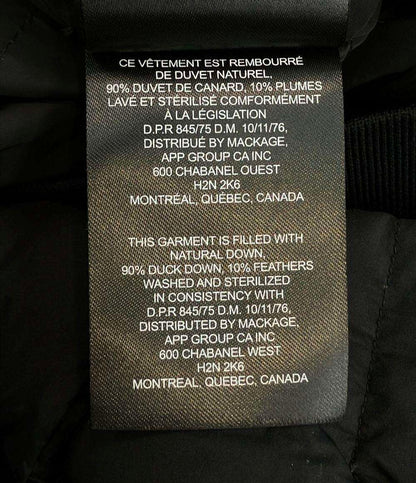 CE VÊTEMENT EST REMBOURRÉ
DE DUVET NATUREL,
90% DUVET DE CANARD, 10% PLUMES
LAVÉ ET STÉRILISÉ CONFORMÉMENT
À LA LÉGISLATION
D.P.R 845/75 D.M. 10/11/76,
DISTRIBUÉ BY MACKAGE,
APP GROUP CA INC
600 CHABANEL OUEST
H2N 2K6
MONTRÉAL, QUÉBEC, CANADA
THIS GARMENT IS FILLED WITH
NATURAL DOWN,
90% DUCK DOWN, 10% FEATHERS
WASHED AND STERILIZED
IN CONSISTENCY WITH
D.P.R 845/75 D.M. 10/11/76,
DISTRIBUTED BY MACKAGE,
APP GROUP CA INC
600 CHABANEL WEST
H2N 2K6
MONTREAL, QUEBEC, CANADA